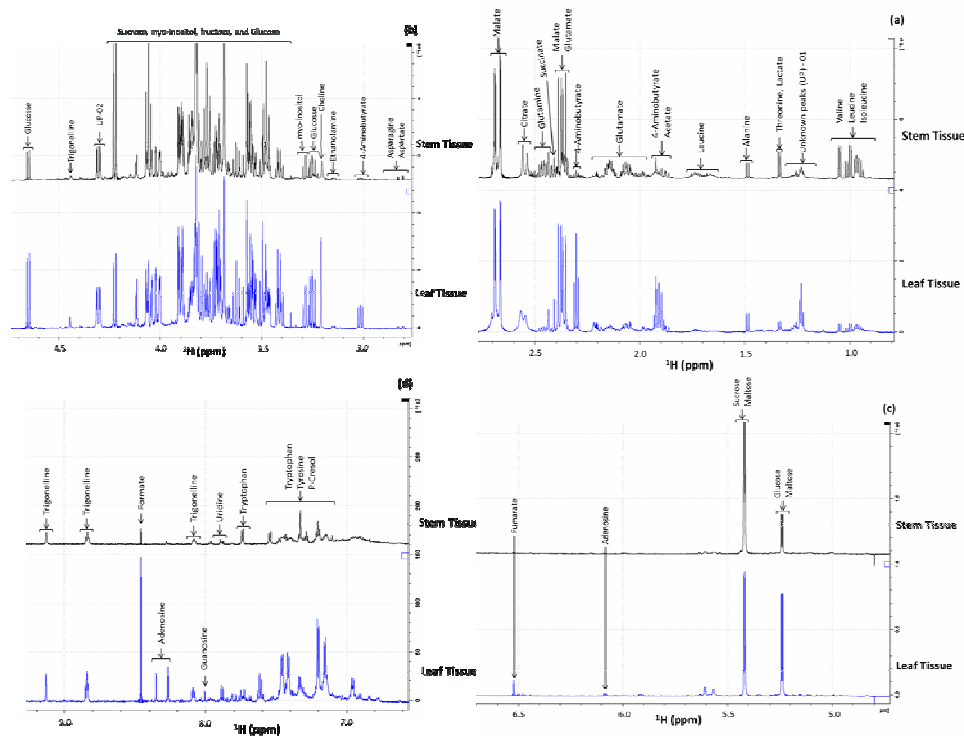 (b)
Sucrose, myo-inositol, fructose, and Glucose
Glucose
Trigonelline
UP-02
myo-inositol
Glucose
Choline
Ethanolamine
4-Aminobutyrate
Asparagine
Aspartate
Stem Tissue
Leaf Tissue
4.5
4.0
3.5
3.0
¹H (ppm)
(a)
Malate
Citrate
Glutamine
Succinate
Malate
Glutamate
4-Aminobutyrate
Glutamate
4-Aminobutyrate
Acetate
Leucine
Alanine
Threonine, Lactate
Unknown peaks (UP) - 01
Valine
Leucine
Isoleucine
Stem Tissue
Leaf Tissue
2.5
2.0
1.5
1.0
¹H (ppm)
(d)
Trigonelline
Trigonelline
Formate
Trigonelline
Uridine
Tryptophan
Tryptophan
Tyresine
P-Cresol
Stem Tissue
Adenosine
Guanosine
Leaf Tissue
9.0
8.0
7.0
¹H (ppm)
(c)
Sucrose
Maltose
Glucose
Maltose
Fumarate
Adenosine
Stem Tissue
Leaf Tissue
6.5
6.0
5.5
5.0
¹H (ppm)